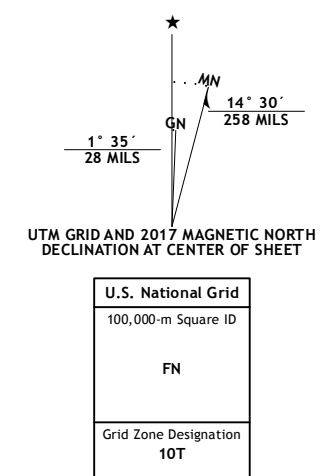 ★
MN
GN
14° 30´
258 MILS
1° 35´
28 MILS
UTM GRID AND 2017 MAGNETIC NORTH
DECLINATION AT CENTER OF SHEET
U.S. National Grid
100,000-m Square ID
FN
Grid Zone Designation
10T